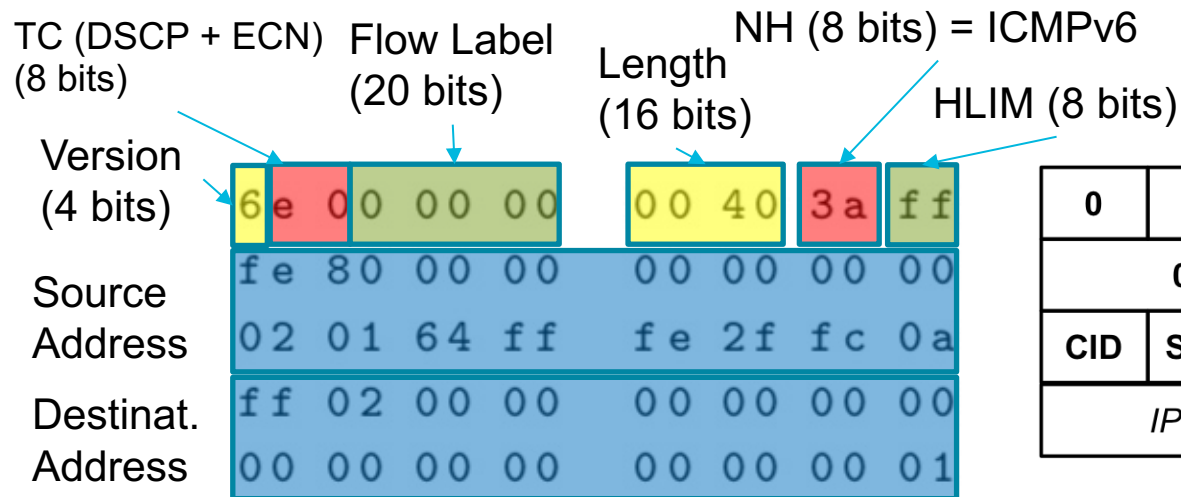 TC (DSCP + ECN)
(8 bits)
Flow Label
(20 bits)
Length
(16 bits)
NH (8 bits) = ICMPv6
HLIM (8 bits)
Version
(4 bits)
6e 00 00 00 00 40 3a ff
Source
Address
fe 80 00 00 00 00 00 00
02 01 64 ff fe 2f fc 0a
Destinat.
Address
ff 02 00 00 00 00 00 00
00 00 00 00 00 00 00 01
0
CID
IP